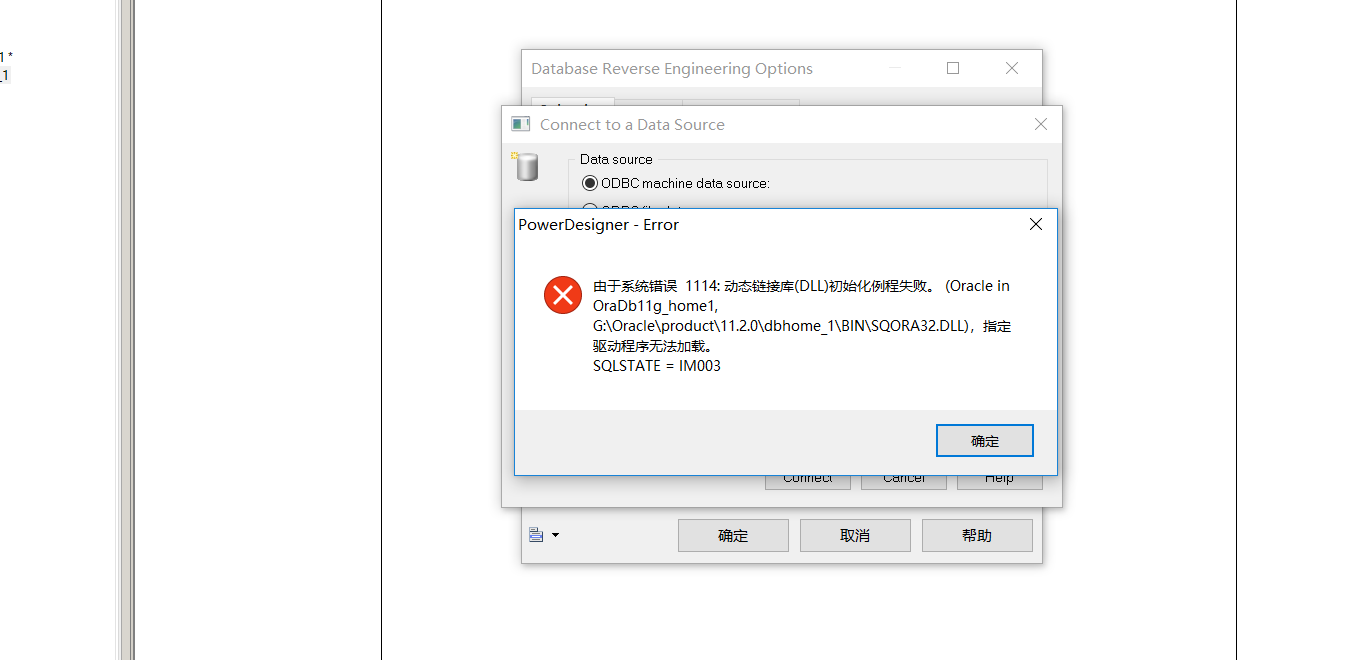 1 *
_1
Database Reverse Engineering Options
Connect to a Data Source
Data source
ODBC machine data source:
PowerDesigner - Error
由于系统错误 1114: 动态链接库(DLL)初始化例程失败。 (Oracle in
OraDb11g_home1,
G:\Oracle\product\11.2.0\dbhome_1\BIN\SQORA32.DLL)，指定
驱动程序无法加载。
SQLSTATE = IM003
确定
Connect Cancel Help
确定 取消 帮助